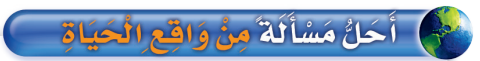 أَحَلُّ مَسْأَلَةً مِنْ وَاقِعِ الْحَيَاةِ